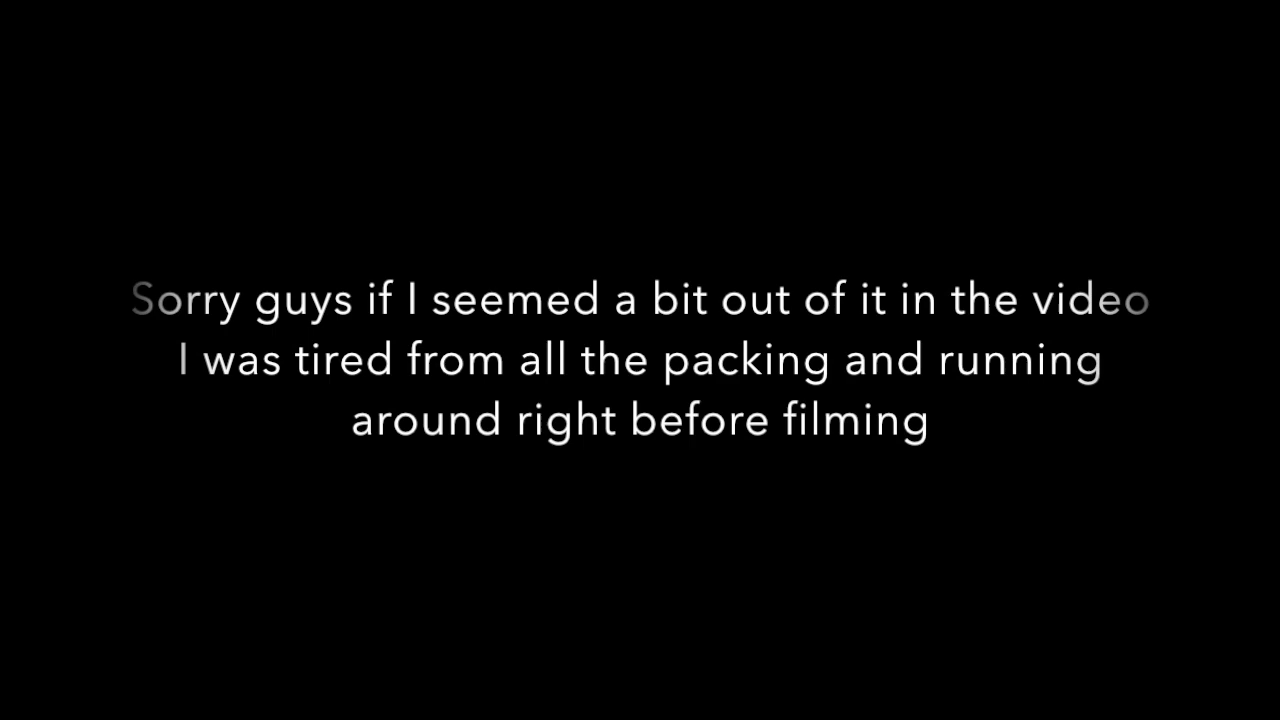 Sorry guys if I seemed a bit out of it in the video
I was tired from all the packing and running
around right before filming